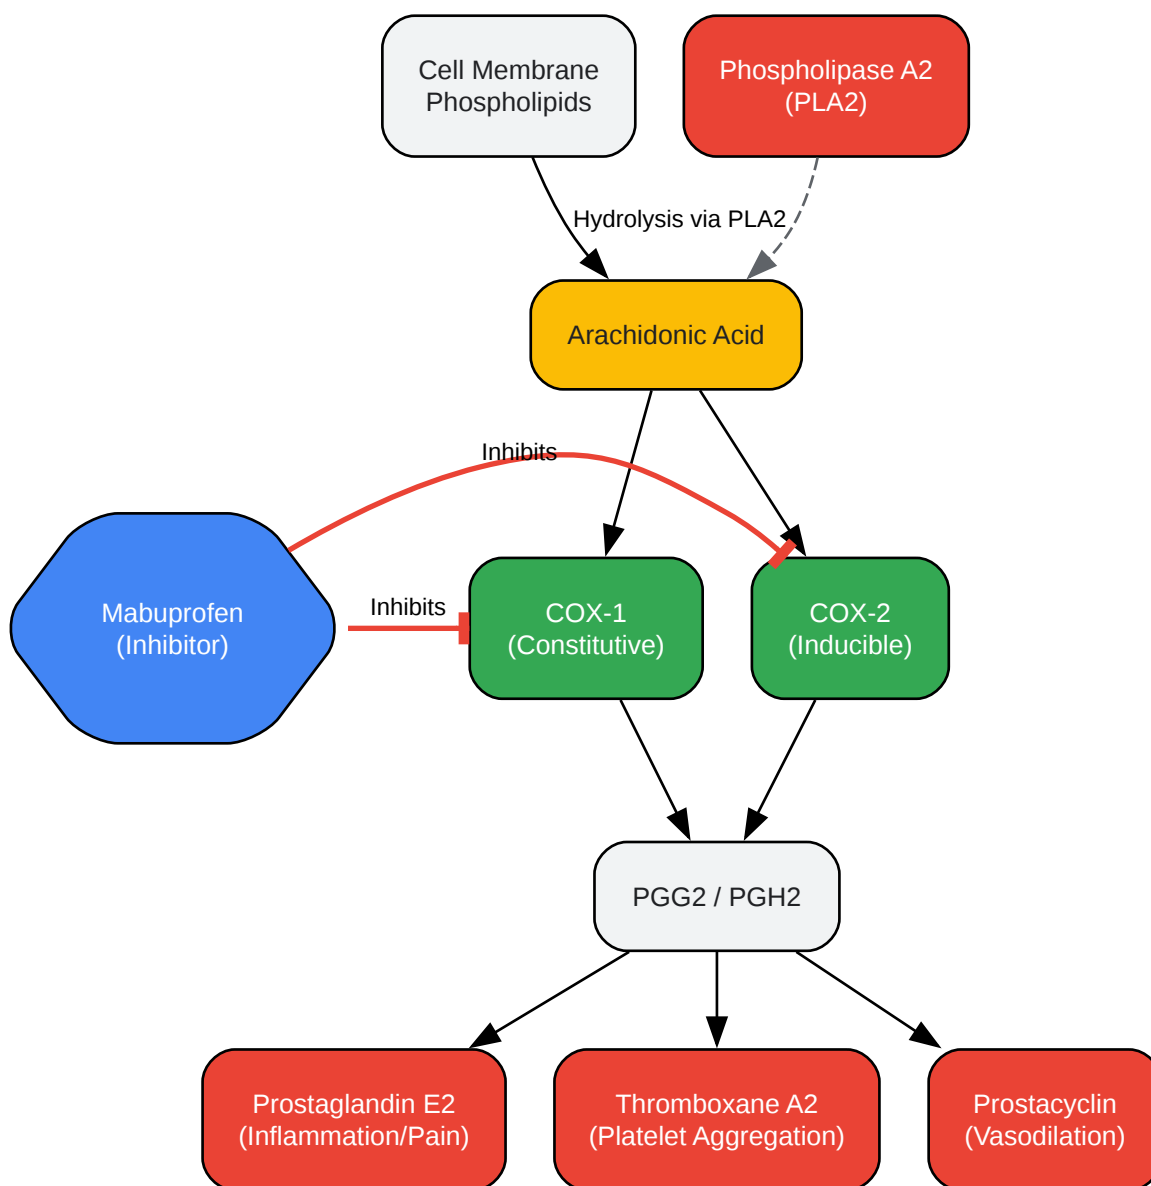 Cell Membrane
Phospholipids
Phospholipase A2
(PLA2)
Hydrolysis via PLA2
Arachidonic Acid
Inhibits
Mabuprofen
(Inhibitor)
Inhibits
COX-1
(Constitutive)
COX-2
(Inducible)
PGG2 / PGH2
Prostaglandin E2
(Inflammation/Pain)
Thromboxane A2
(Platelet Aggregation)
Prostacyclin
(Vasodilation)